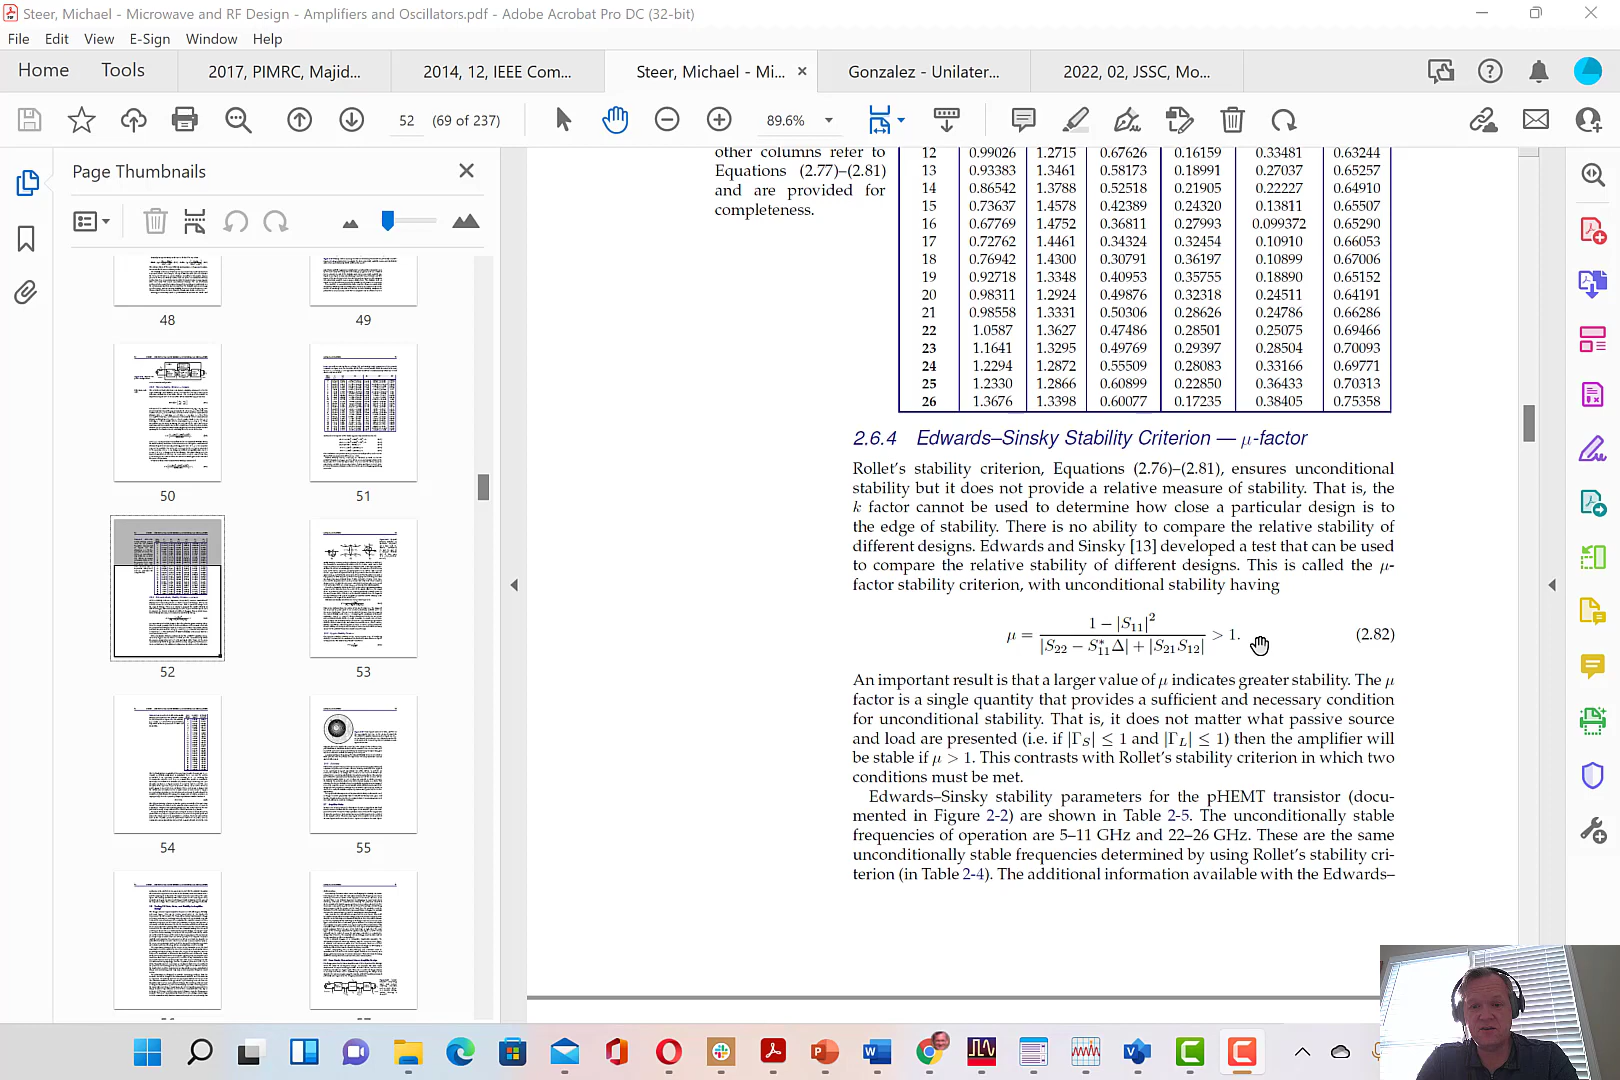 Steer, Michael - Microwave and RF Design - Amplifiers and Oscillators.pdf - Adobe Acrobat Pro DC (32-bit)
File Edit View E-Sign Window Help
Home Tools 2017, PIMRC, Majid... 2014, 12, IEEE Com... Steer, Michael - Mi... Gonzalez - Unilater... 2022, 02, JSSC, Mo...
52 (69 of 237) 89.6%
Page Thumbnails
48 49
50 51
52 53
54 55
other columns refer to
Equations (2.77)–(2.81)
and are provided for
completeness.
12 0.99026 1.2715 0.67626 0.16159 0.33481 0.63244
13 0.93383 1.3461 0.58173 0.18991 0.27037 0.65257
14 0.86542 1.3788 0.52518 0.21905 0.22227 0.64910
15 0.73637 1.4578 0.42389 0.24320 0.13811 0.65507
16 0.67769 1.4752 0.36811 0.27993 0.099372 0.65290
17 0.72762 1.4461 0.34324 0.32454 0.10910 0.66053
18 0.76942 1.4300 0.30791 0.36197 0.10899 0.67006
19 0.92718 1.3348 0.40953 0.35755 0.18890 0.65152
20 0.98311 1.2924 0.49876 0.32318 0.24511 0.64191
21 0.98558 1.3331 0.50306 0.28626 0.24786 0.66286
22 1.0587 1.3627 0.47486 0.28501 0.25075 0.69466
23 1.1641 1.3295 0.49769 0.29397 0.28504 0.70093
24 1.2294 1.2872 0.55509 0.28083 0.33166 0.69771
25 1.2330 1.2866 0.60899 0.22850 0.36433 0.70313
26 1.3676 1.3398 0.60077 0.17235 0.38405 0.75358
2.6.4 Edwards–Sinsky Stability Criterion — μ-factor
Rollet's stability criterion, Equations (2.76)–(2.81), ensures unconditional
stability but it does not provide a relative measure of stability. That is, the
k factor cannot be used to determine how close a particular design is to
the edge of stability. There is no ability to compare the relative stability of
different designs. Edwards and Sinsky [13] developed a test that can be used
to compare the relative stability of different designs. This is called the μ-
factor stability criterion, with unconditional stability having
μ = (1 − |S11|²) / (|S22 − S*11Δ| + |S21S12|) > 1. (2.82)
An important result is that a larger value of μ indicates greater stability. The μ
factor is a single quantity that provides a sufficient and necessary condition
for unconditional stability. That is, it does not matter what passive source
and load are presented (i.e. if |ΓS| ≤ 1 and |ΓL| ≤ 1) then the amplifier will
be stable if μ > 1. This contrasts with Rollet's stability criterion in which two
conditions must be met.
Edwards–Sinsky stability parameters for the pHEMT transistor (docu-
mented in Figure 2-2) are shown in Table 2-5. The unconditionally stable
frequencies of operation are 5–11 GHz and 22–26 GHz. These are the same
unconditionally stable frequencies determined by using Rollet's stability cri-
terion (in Table 2-4). The additional information available with the Edwards–